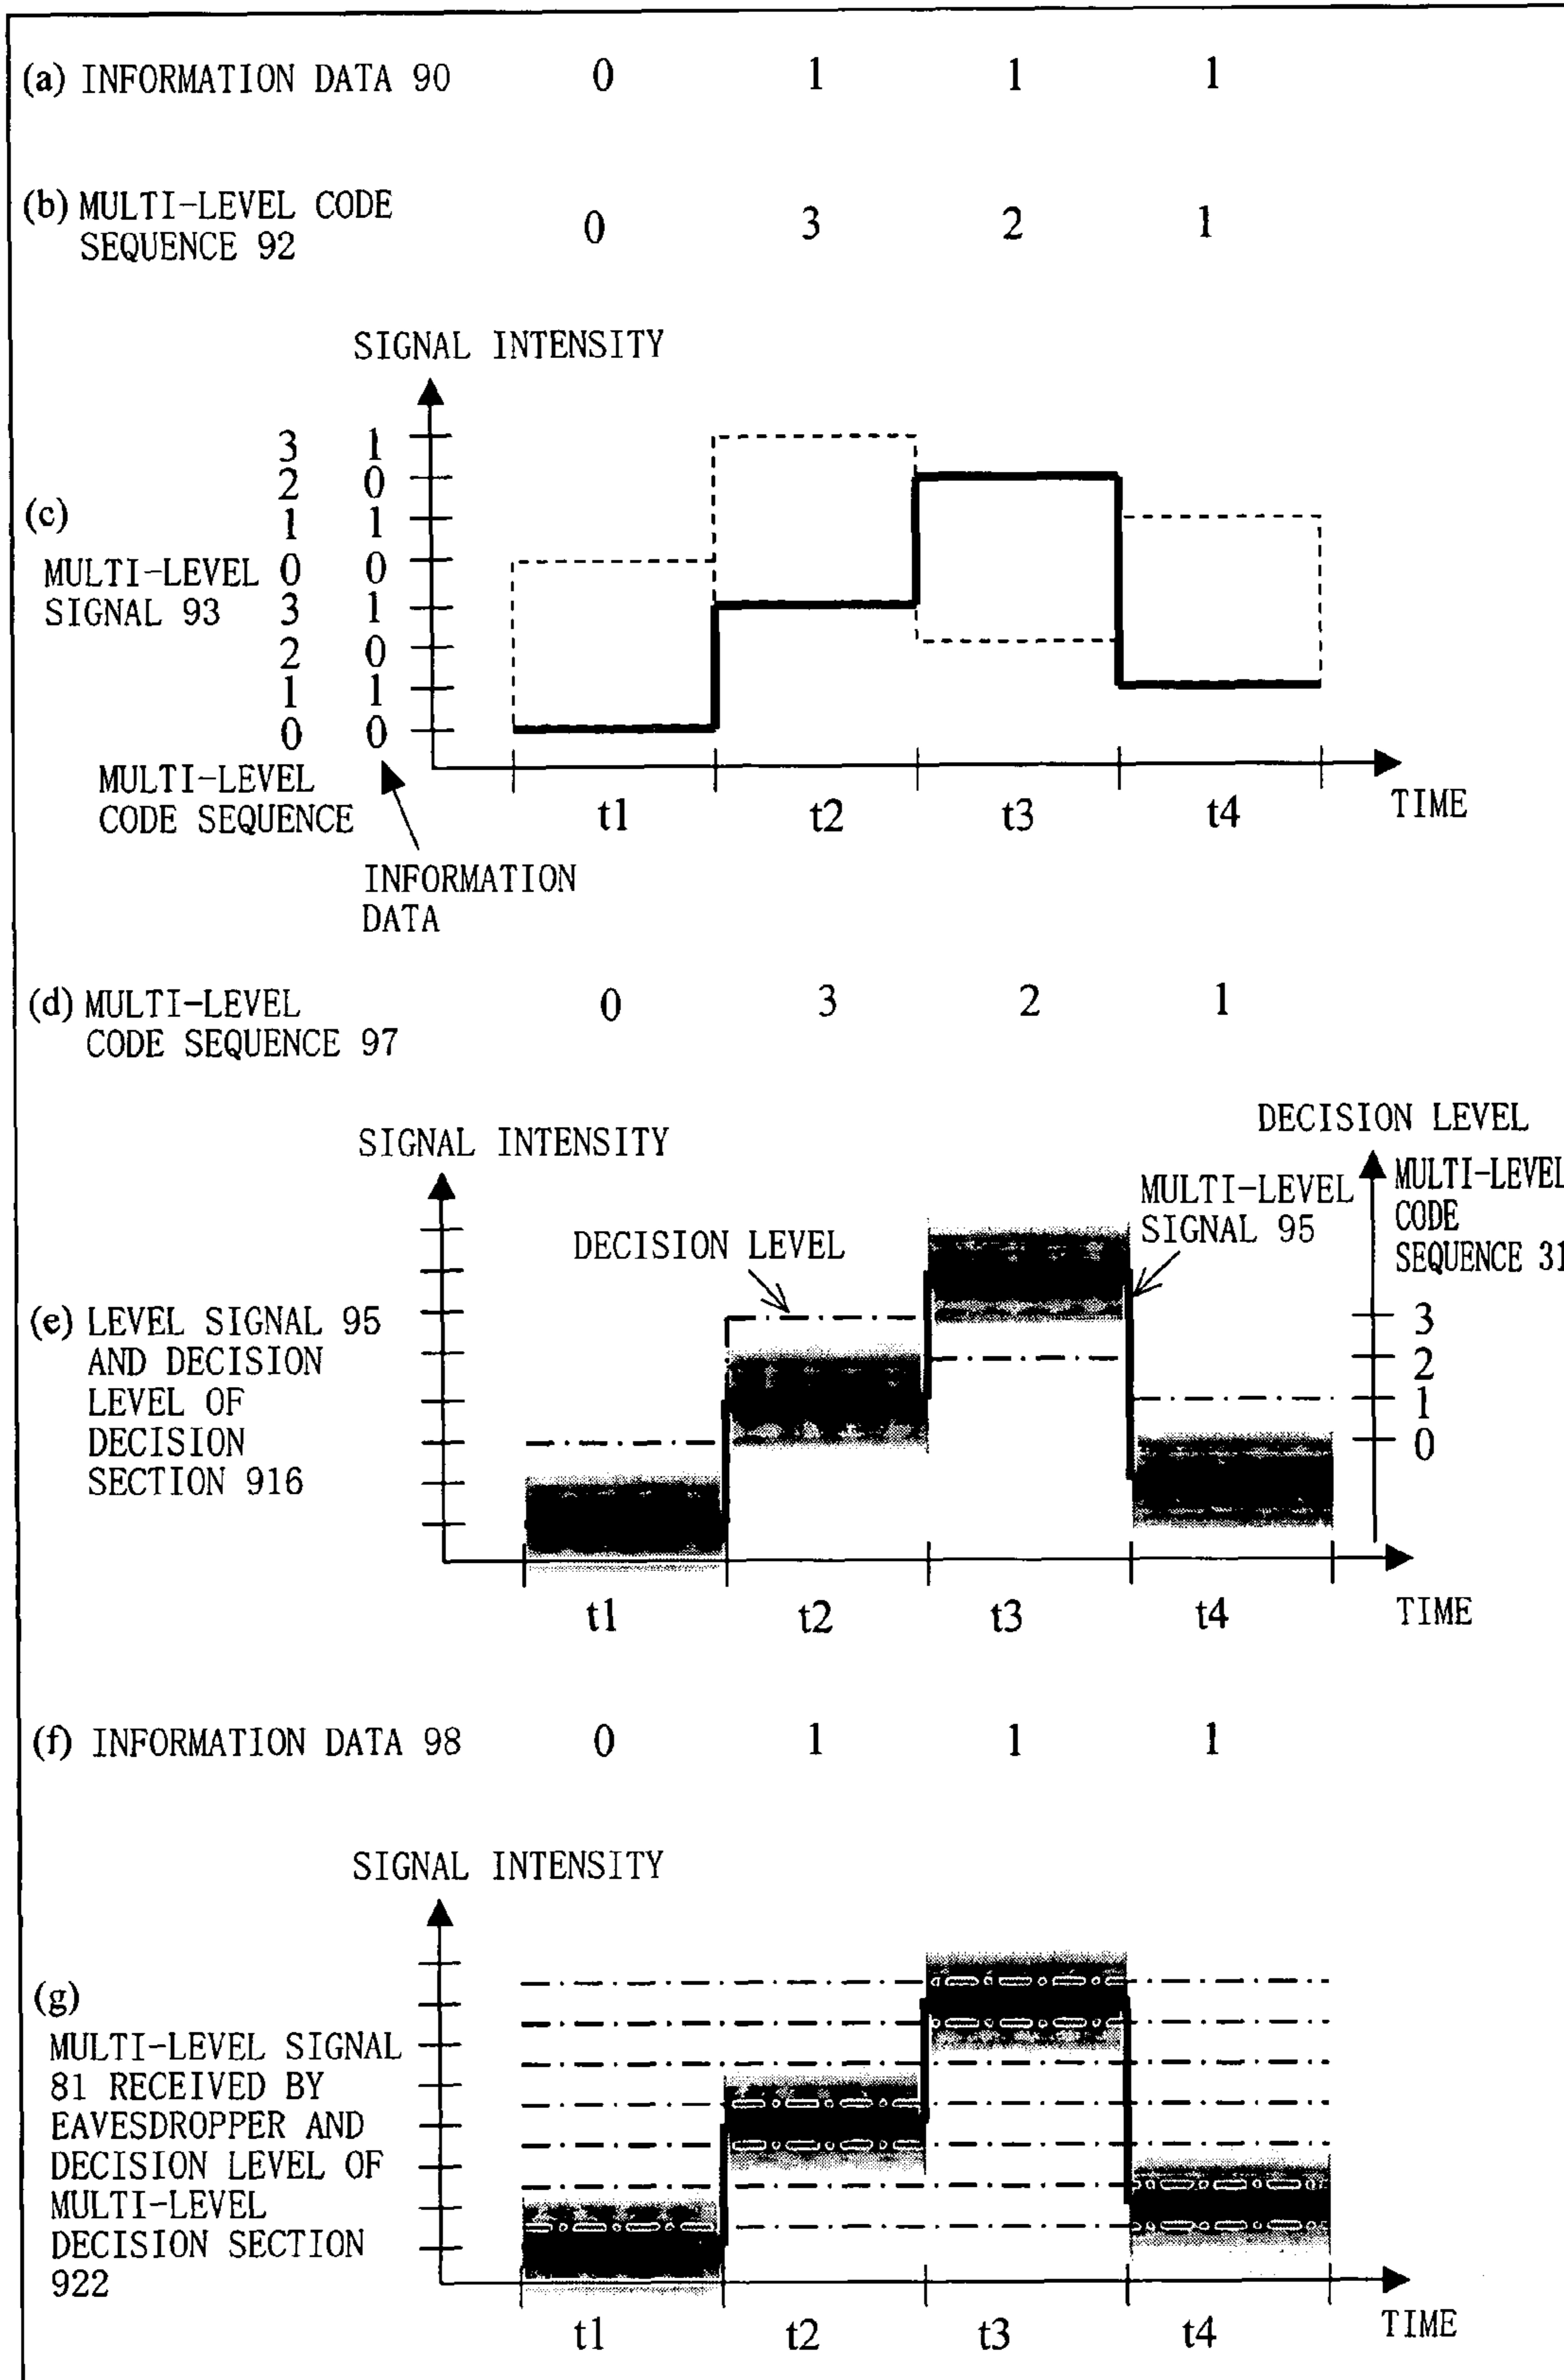 (a) INFORMATION DATA 90 0 1 1 1
(b) MULTI-LEVEL CODE
SEQUENCE 92 0 3 2 1
SIGNAL INTENSITY
3 1
2 0
(c)
1 1
MULTI-LEVEL 0 0
SIGNAL 93 3 1
2 0
1 1
0 0
MULTI-LEVEL
CODE SEQUENCE
t1 t2 t3 t4 TIME
INFORMATION
DATA
(d) MULTI-LEVEL
CODE SEQUENCE 97 0 3 2 1
DECISION LEVEL
SIGNAL INTENSITY
MULTI-LEVEL
CODE
SEQUENCE 31
MULTI-LEVEL
SIGNAL 95
DECISION LEVEL
(e) LEVEL SIGNAL 95
AND DECISION
LEVEL OF
DECISION
SECTION 916
3
2
1
0
t1 t2 t3 t4 TIME
(f) INFORMATION DATA 98 0 1 1 1
SIGNAL INTENSITY
(g)
MULTI-LEVEL SIGNAL
81 RECEIVED BY
EAVESDROPPER AND
DECISION LEVEL OF
MULTI-LEVEL
DECISION SECTION
922
t1 t2 t3 t4 TIME